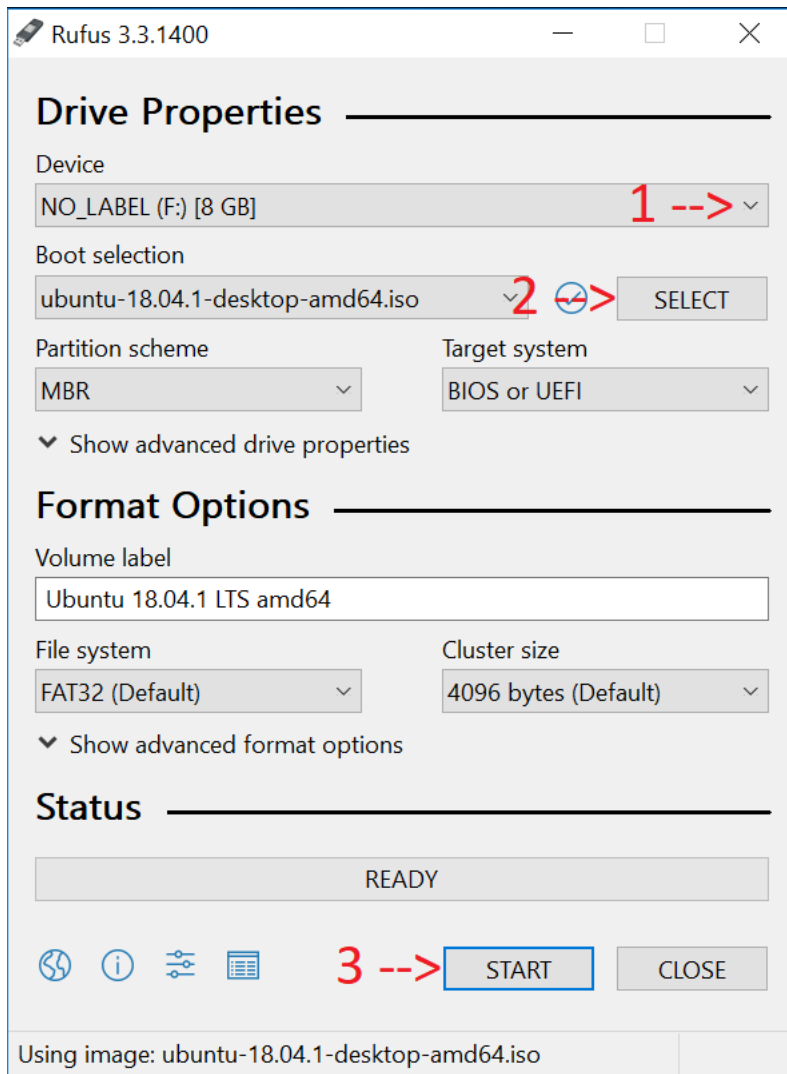 Rufus 3.3.1400
Drive Properties
Device
NO_LABEL (F:) [8 GB] 1 -->
Boot selection
ubuntu-18.04.1-desktop-amd64.iso 2 --> SELECT
Partition scheme Target system
MBR BIOS or UEFI
Show advanced drive properties
Format Options
Volume label
Ubuntu 18.04.1 LTS amd64
File system Cluster size
FAT32 (Default) 4096 bytes (Default)
Show advanced format options
Status
READY
3 --> START CLOSE
Using image: ubuntu-18.04.1-desktop-amd64.iso